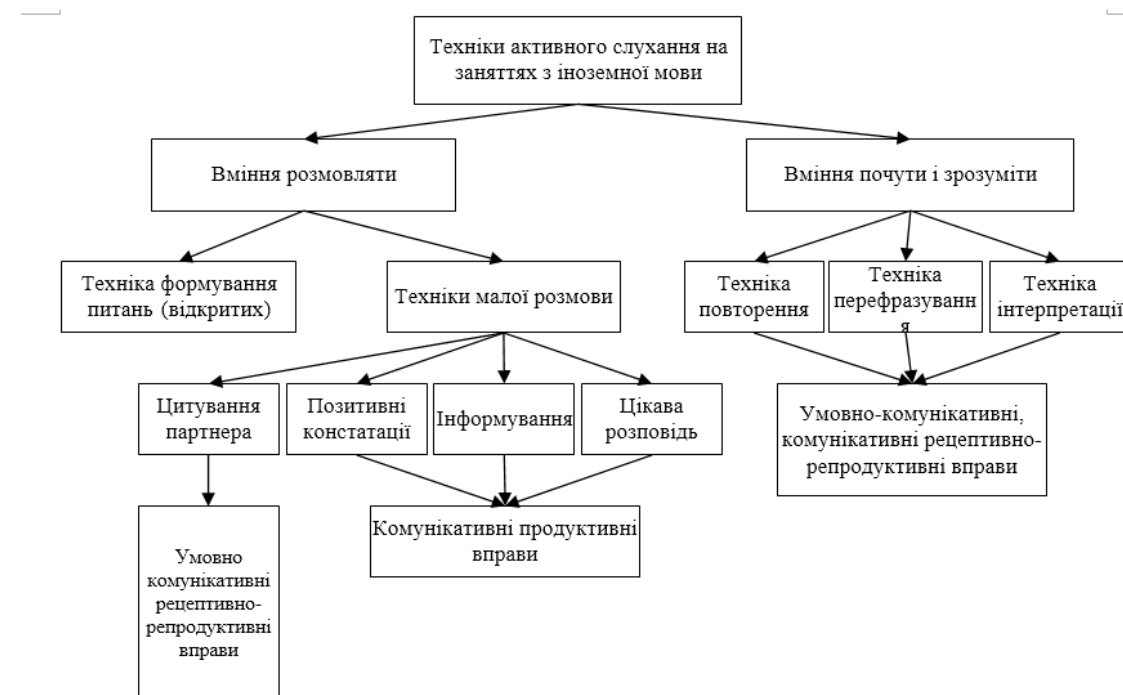 Техніки активного слухання на
заняттях з іноземної мови
Вміння розмовляти
Вміння почути і зрозуміти
Техніка формування
питань (відкритих)
Техніки малої розмови
Техніка
повторення
Техніка
перефразуванн
я
Техніка
інтерпретації
Цитування
партнера
Позитивні
констатації
Інформування
Цікава
розповідь
Умовно-комунікативні,
комунікативні рецептивно-
репродуктивні вправи
Умовно
комунікативні
рецептивно-
репродуктивні
вправи
Комунікативні продуктивні
вправи